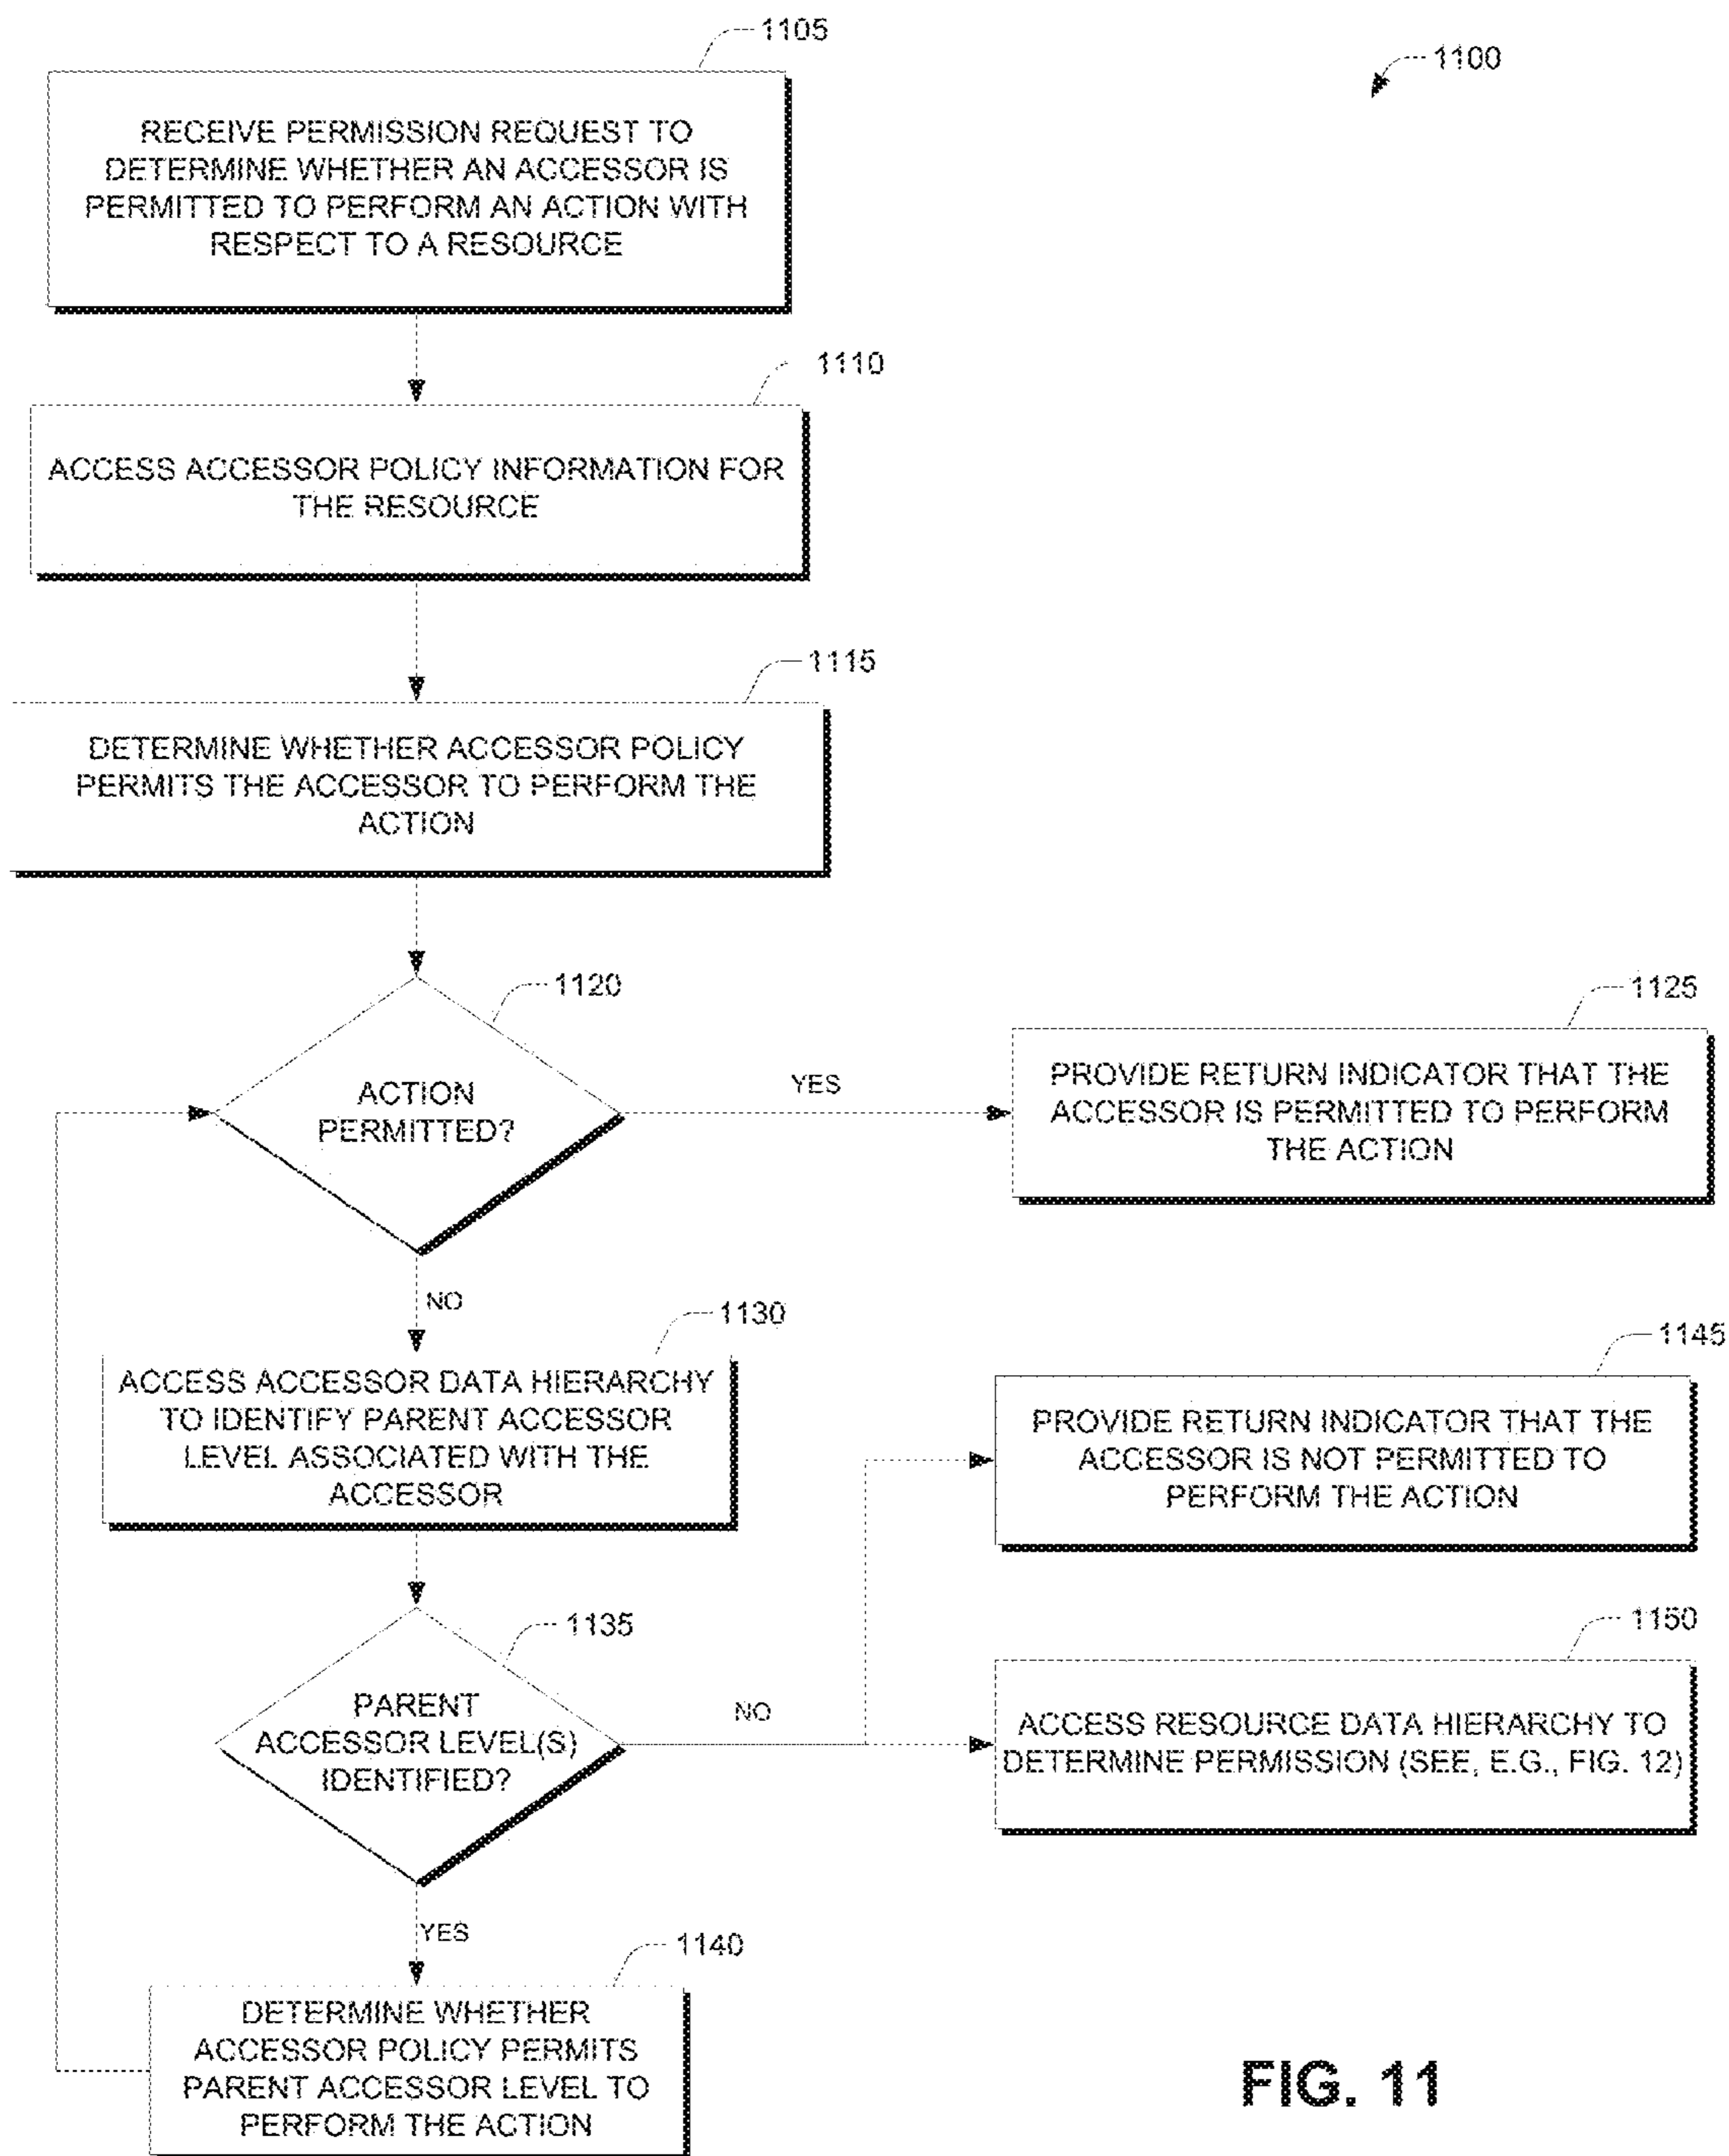 1105
1100
RECEIVE PERMISSION REQUEST TO
DETERMINE WHETHER AN ACCESSOR IS
PERMITTED TO PERFORM AN ACTION WITH
RESPECT TO A RESOURCE
1110
ACCESS ACCESSOR POLICY INFORMATION FOR
THE RESOURCE
1115
DETERMINE WHETHER ACCESSOR POLICY
PERMITS THE ACCESSOR TO PERFORM THE
ACTION
1120
ACTION
PERMITTED?
YES
1125
PROVIDE RETURN INDICATOR THAT THE
ACCESSOR IS PERMITTED TO PERFORM
THE ACTION
NO
1130
ACCESS ACCESSOR DATA HIERARCHY
TO IDENTIFY PARENT ACCESSOR
LEVEL ASSOCIATED WITH THE
ACCESSOR
1145
PROVIDE RETURN INDICATOR THAT THE
ACCESSOR IS NOT PERMITTED TO
PERFORM THE ACTION
1135
PARENT
ACCESSOR LEVEL(S)
IDENTIFIED?
NO
1150
ACCESS RESOURCE DATA HIERARCHY TO
DETERMINE PERMISSION (SEE, E.G., FIG. 12)
YES
1140
DETERMINE WHETHER
ACCESSOR POLICY PERMITS
PARENT ACCESSOR LEVEL TO
PERFORM THE ACTION
FIG. 11